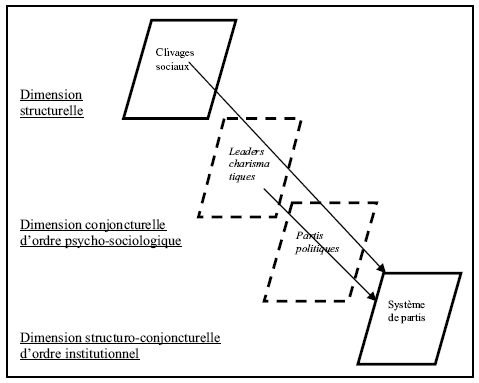 Clivages
sociaux
Dimension
structurelle
Leaders
charisma
tiques
Dimension conjoncturelle
d'ordre psycho-sociologique
Partis
politiques
Système
de partis
Dimension structuro-conjoncturelle
d'ordre institutionnel